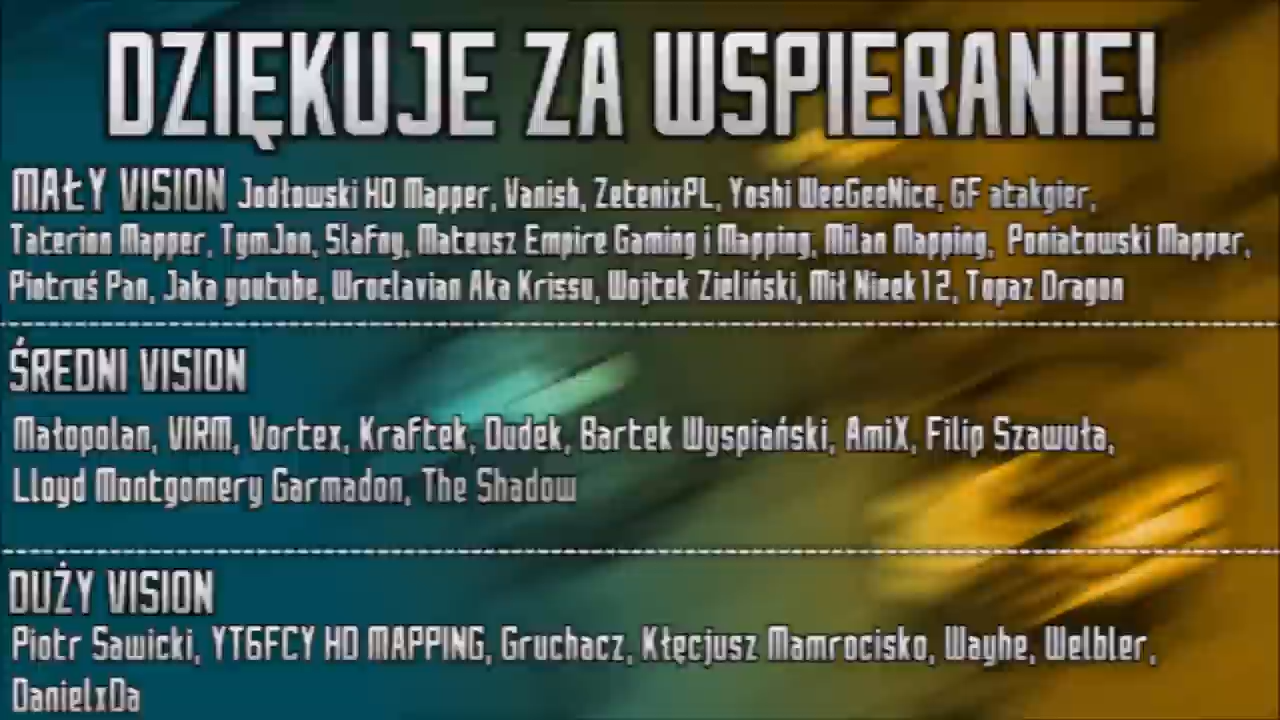 DZIĘKUJE ZA WSPIERANIE!
MAŁY VISION Jodłowski HD Mapper, Vanish, ZetenixPL, Yoshi WeeGeeNice, GF atakgier,
Taterion Mapper, TymJon, Slafny, Mateusz Empire Gaming i Mapping, Milan Mapping, Poniatowski Mapper,
Piotruś Pan, Jaka youtube, Wroclavian Aka Krissu, Wojtek Zieliński, Mił Nieek12, Topaz Dragon
ŚREDNI VISION
Małopolan, VIRM, Vortex, Kraftek, Dudek, Bartek Wyspiański, AmiX, Filip Szawuła,
Lloyd Montgomery Garmadon, The Shadow
DUŻY VISION
Piotr Sawicki, YT6FCY HD MAPPING, Gruchacz, Kłęcjusz Mamrocisko, Wayhe, Welbler,
DanielxDa